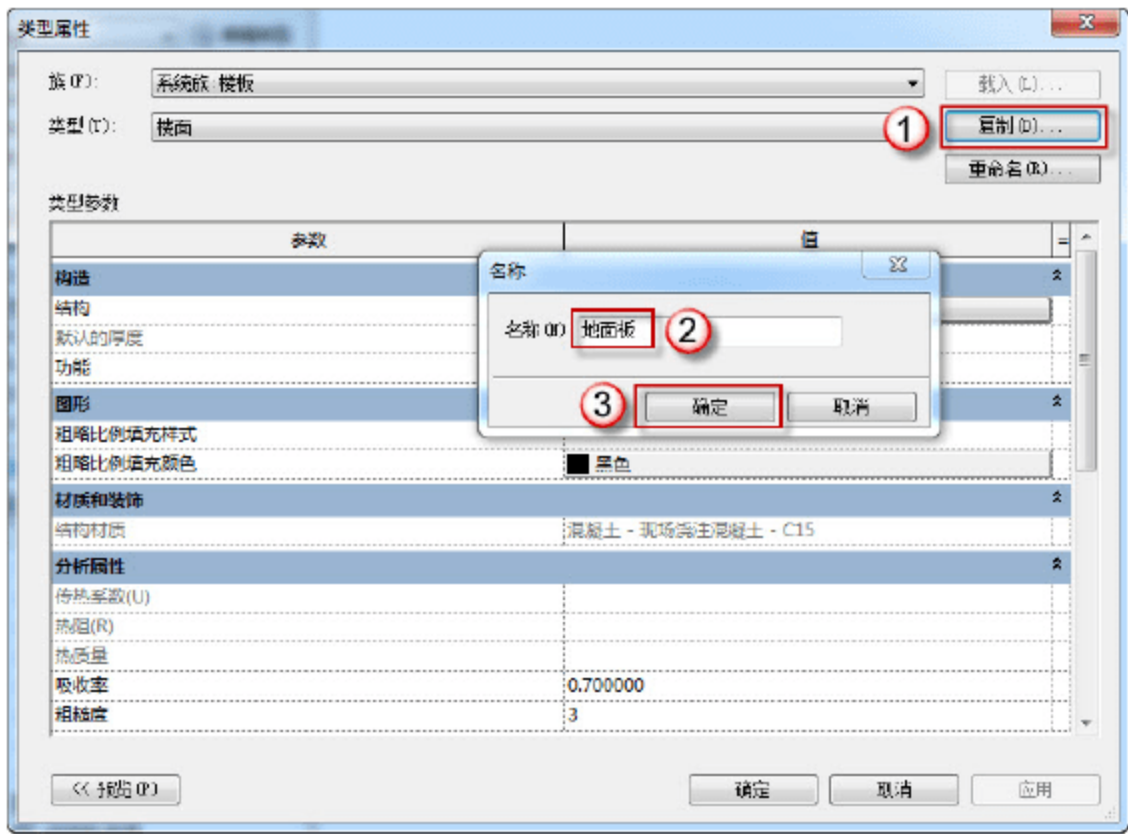 类型属性
族(F): 系统族:楼板 载入(L)...
类型(T): 楼面 ① 复制(D)...
重命名(R)...
类型参数
参数 值 =
构造
结构
默认的厚度
功能
图形
粗略比例填充样式
粗略比例填充颜色 黑色
材质和装饰
结构材质 混凝土 - 现场浇注混凝土 - C15
分析属性
传热系数(U)
热阻(R)
热质量
吸收率 0.700000
粗糙度 3
名称
名称(N) 地面板 ②
③ 确定 取消
<< 预览(P) 确定 取消 应用